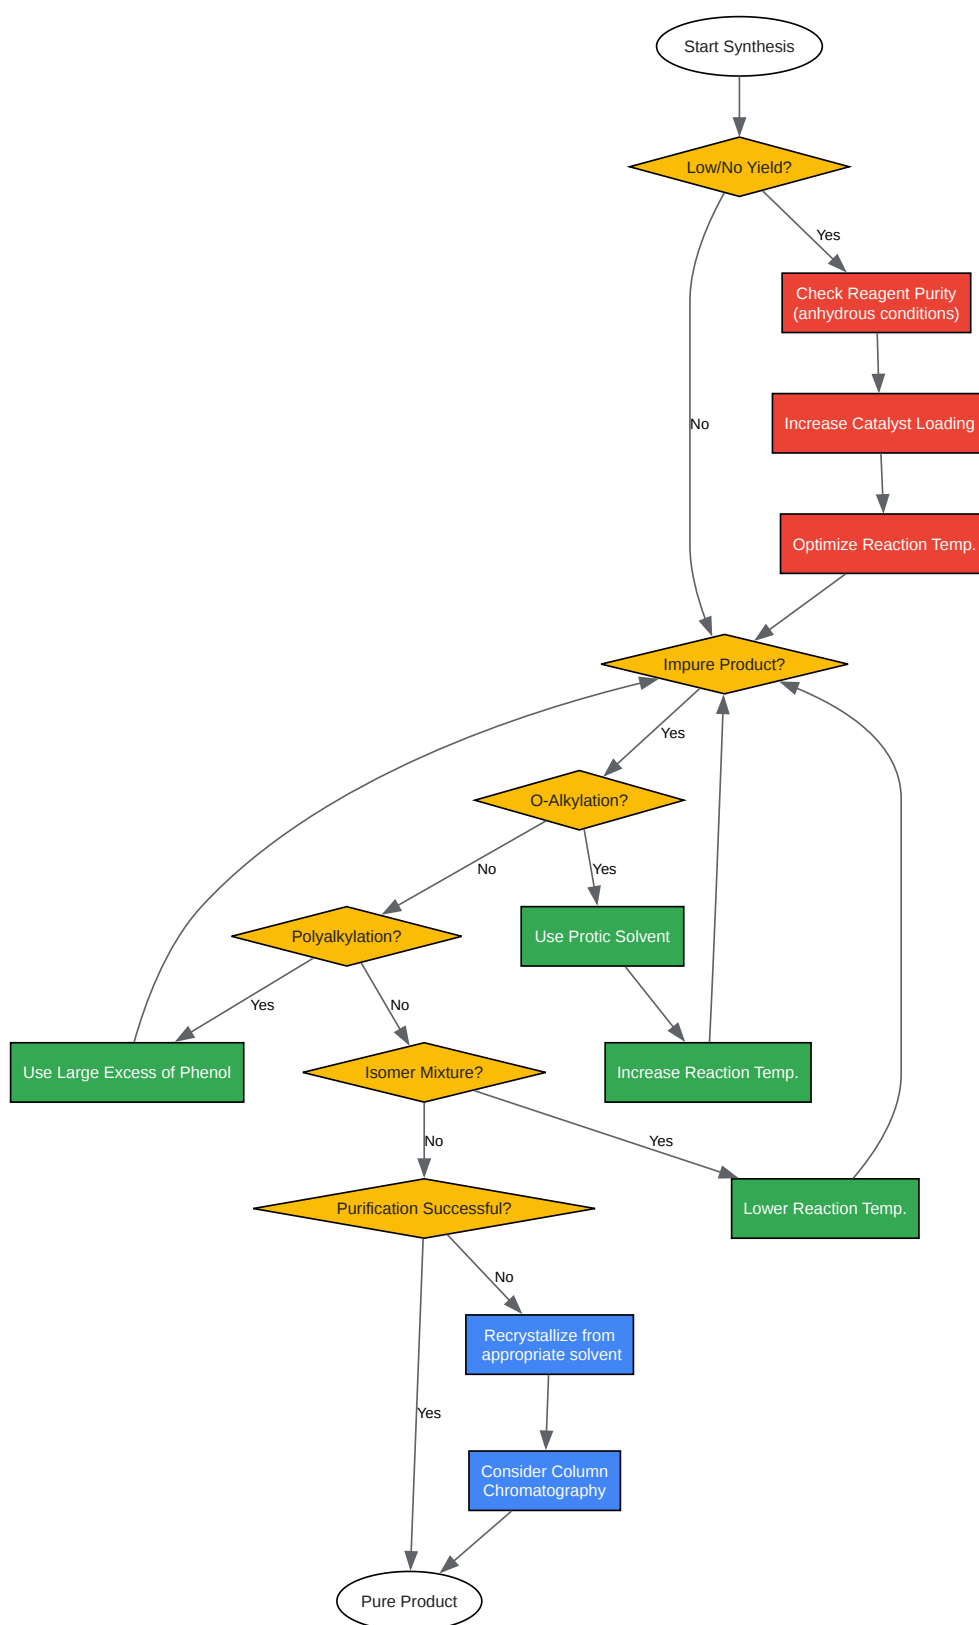 Start Synthesis
Low/No Yield?
Yes
Check Reagent Purity
(anhydrous conditions)
No
Increase Catalyst Loading
Optimize Reaction Temp.
Impure Product?
Yes
O-Alkylation?
No
Yes
Polyalkylation?
Use Protic Solvent
Yes
No
Use Large Excess of Phenol
Isomer Mixture?
Increase Reaction Temp.
No
Yes
Purification Successful?
Lower Reaction Temp.
No
Recrystallize from
appropriate solvent
Yes
Consider Column
Chromatography
Pure Product